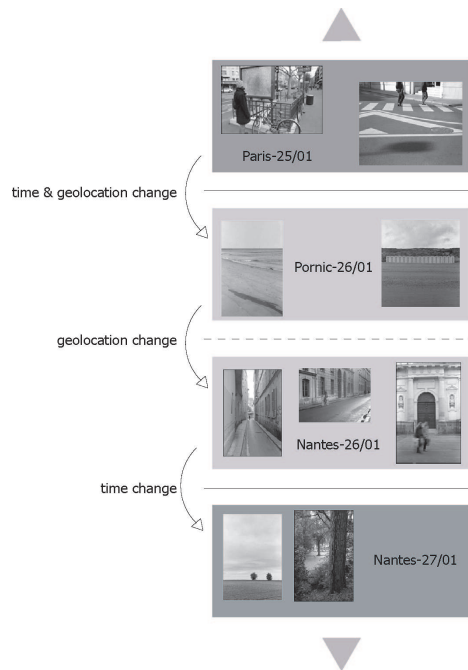 Paris-25/01
time & geolocation change
Pornic-26/01
geolocation change
Nantes-26/01
time change
Nantes-27/01